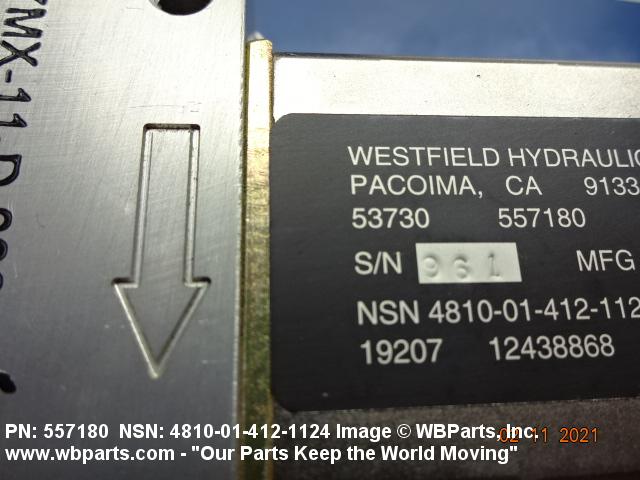 MX-11-D
WESTFIELD HYDRAULIC
PACOIMA, CA 9133
53730 557180
S/N 961 MFG
NSN 4810-01-412-112
19207 12438868
PN: 557180 NSN: 4810-01-412-1124 Image © WBParts, Inc.
02 11 2021
www.wbparts.com - "Our Parts Keep the World Moving"